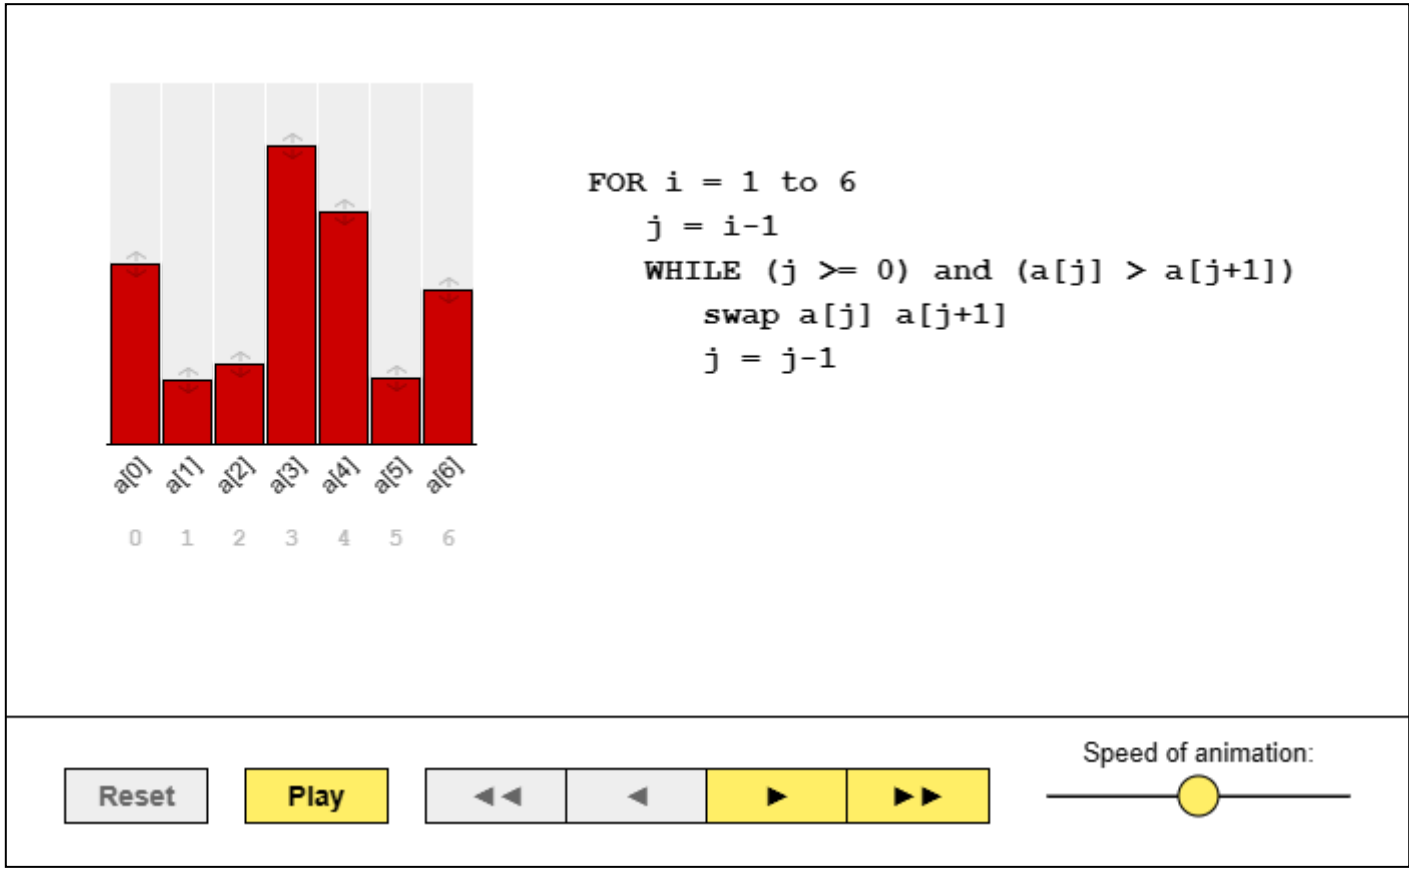 FOR i = 1 to 6
j = i-1
WHILE (j >= 0) and (a[j] > a[j+1])
swap a[j] a[j+1]
j = j-1
a[0] a[1] a[2] a[3] a[4] a[5] a[6]
0 1 2 3 4 5 6
Speed of animation:
Reset Play